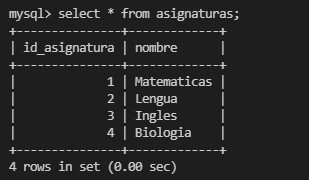 mysql> select * from asignaturas;
+---------------+-------------+
| id_asignatura | nombre      |
+---------------+-------------+
|             1 | Matematicas |
|             2 | Lengua      |
|             3 | Ingles      |
|             4 | Biologia    |
+---------------+-------------+
4 rows in set (0.00 sec)